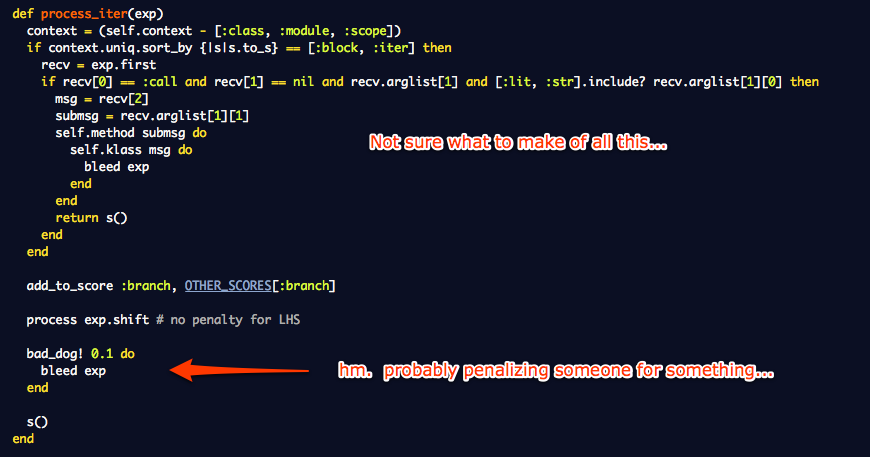 def process_iter(exp)
  context = (self.context - [:class, :module, :scope])
  if context.uniq.sort_by {|s|s.to_s} == [:block, :iter] then
    recv = exp.first
    if recv[0] == :call and recv[1] == nil and recv.arglist[1] and [:lit, :str].include? recv.arglist[1][0] then
      msg = recv[2]
      submsg = recv.arglist[1][1]
      self.method submsg do
        self.klass msg do
          bleed exp
        end
      end
      return s()
    end
  end
Not sure what to make of all this...
  add_to_score :branch, OTHER_SCORES[:branch]
  process exp.shift # no penalty for LHS
  bad_dog! 0.1 do
    bleed exp
  end
hm.  probably penalizing someone for something...
  s()
end